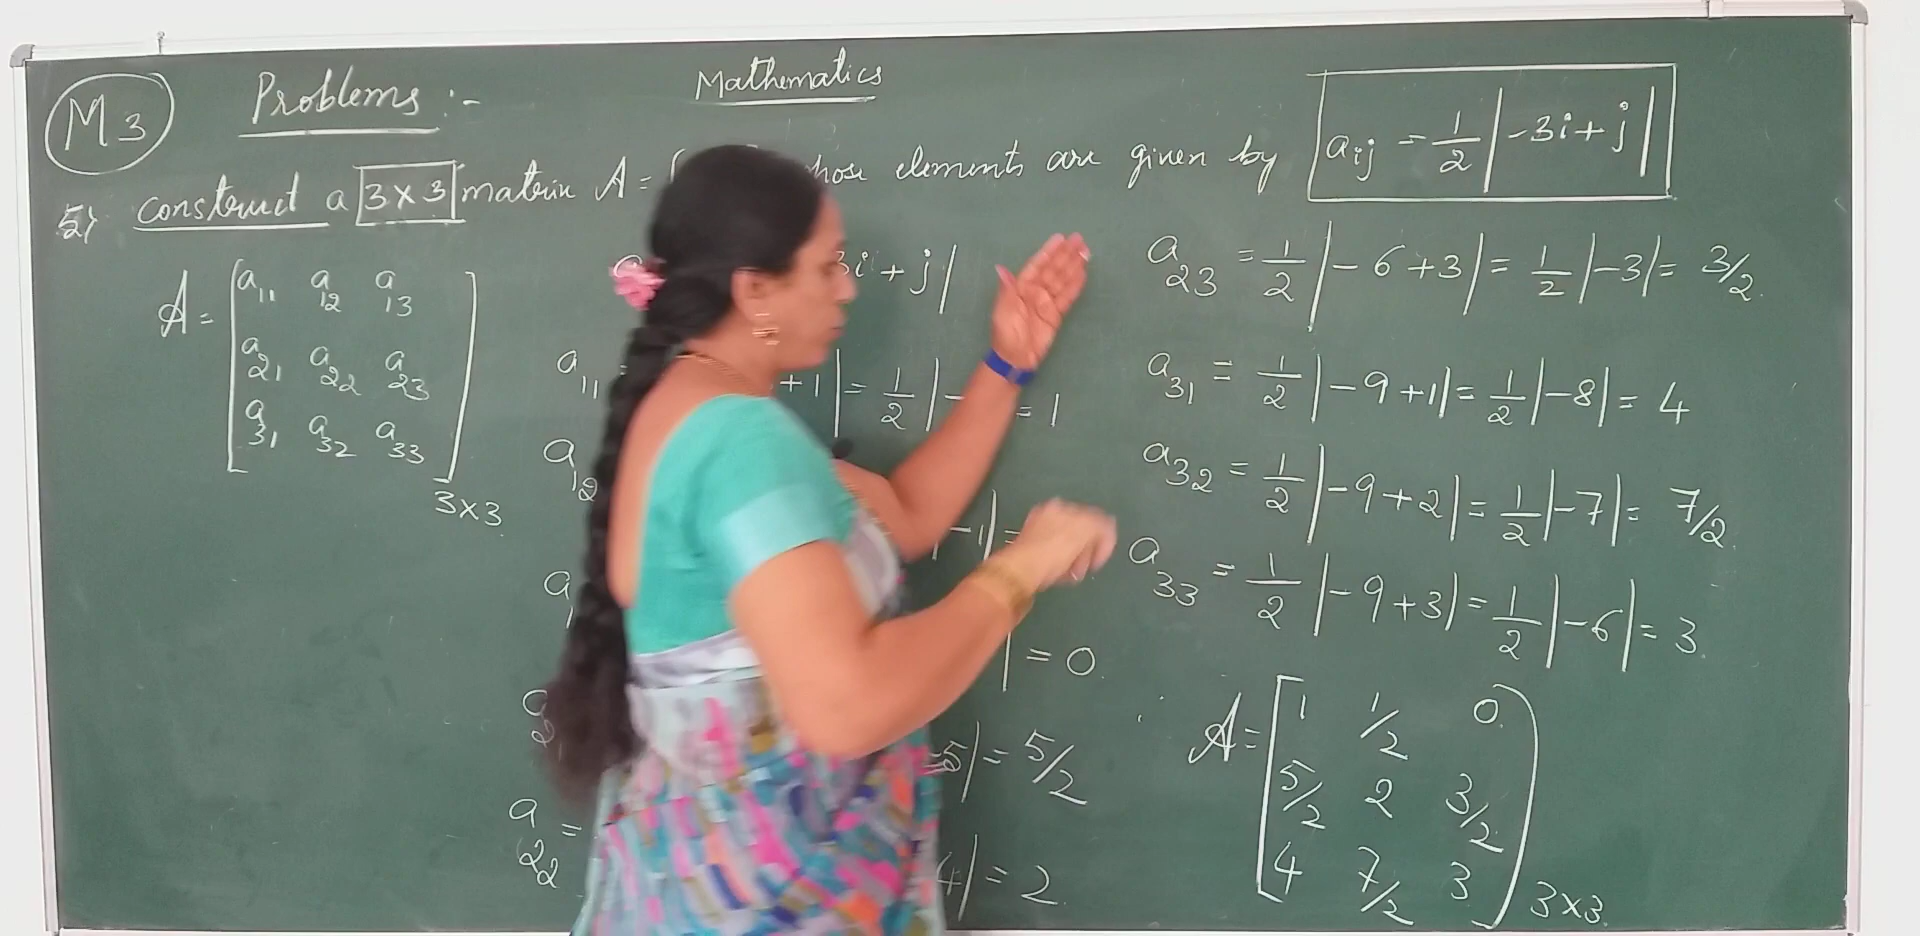 M3 Problems :- Mathematics
5) construct a 3×3 matrix A = whose elements are given by aij = 1/2 |-3i+j|
A = [a11 a12 a13
a21 a22 a23
a31 a32 a33] 3×3
3i+j|
a11 = +1| = 1/2 |- = 1
a12
-1| =
| = 0
-5| = 5/2
a22 = 4| = 2
a23 = 1/2 |-6+3| = 1/2 |-3| = 3/2
a31 = 1/2 |-9+1| = 1/2 |-8| = 4
a32 = 1/2 |-9+2| = 1/2 |-7| = 7/2
a33 = 1/2 |-9+3| = 1/2 |-6| = 3
A = [1 1/2 0
5/2 2 3/2
4 7/2 3] 3×3